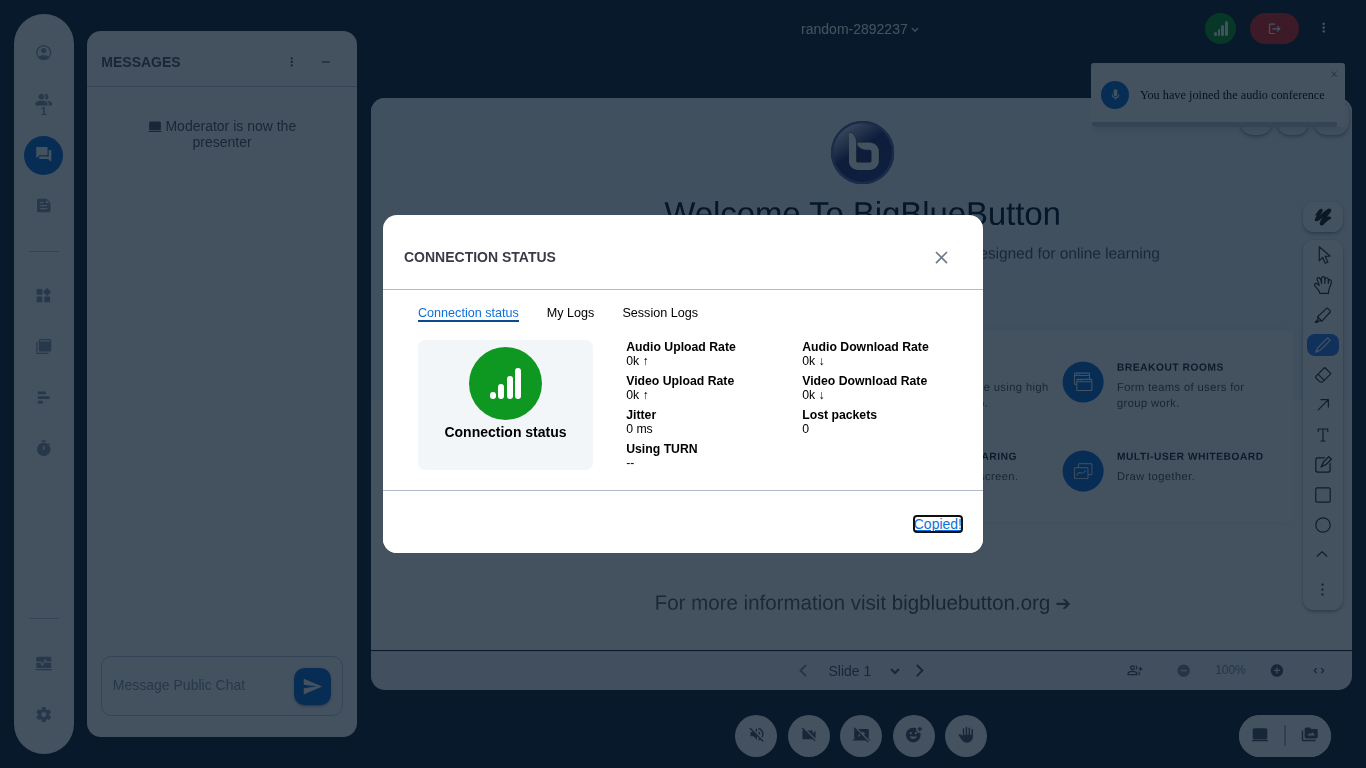 random-2892237
1
MESSAGES
Moderator is now the
presenter
You have joined the audio conference
Welcome To BigBlueButton
esigned for online learning
CONNECTION STATUS
Connection status
My Logs
Session Logs
Connection status
Audio Upload Rate
0k ↑
Audio Download Rate
0k ↓
Video Upload Rate
0k ↑
Video Download Rate
0k ↓
Jitter
0 ms
Lost packets
0
Using TURN
--
Copied!
e using high
BREAKOUT ROOMS
Form teams of users for
group work.
ARING
creen.
MULTI-USER WHITEBOARD
Draw together.
For more information visit bigbluebutton.org ➔
Message Public Chat
Slide 1
100%